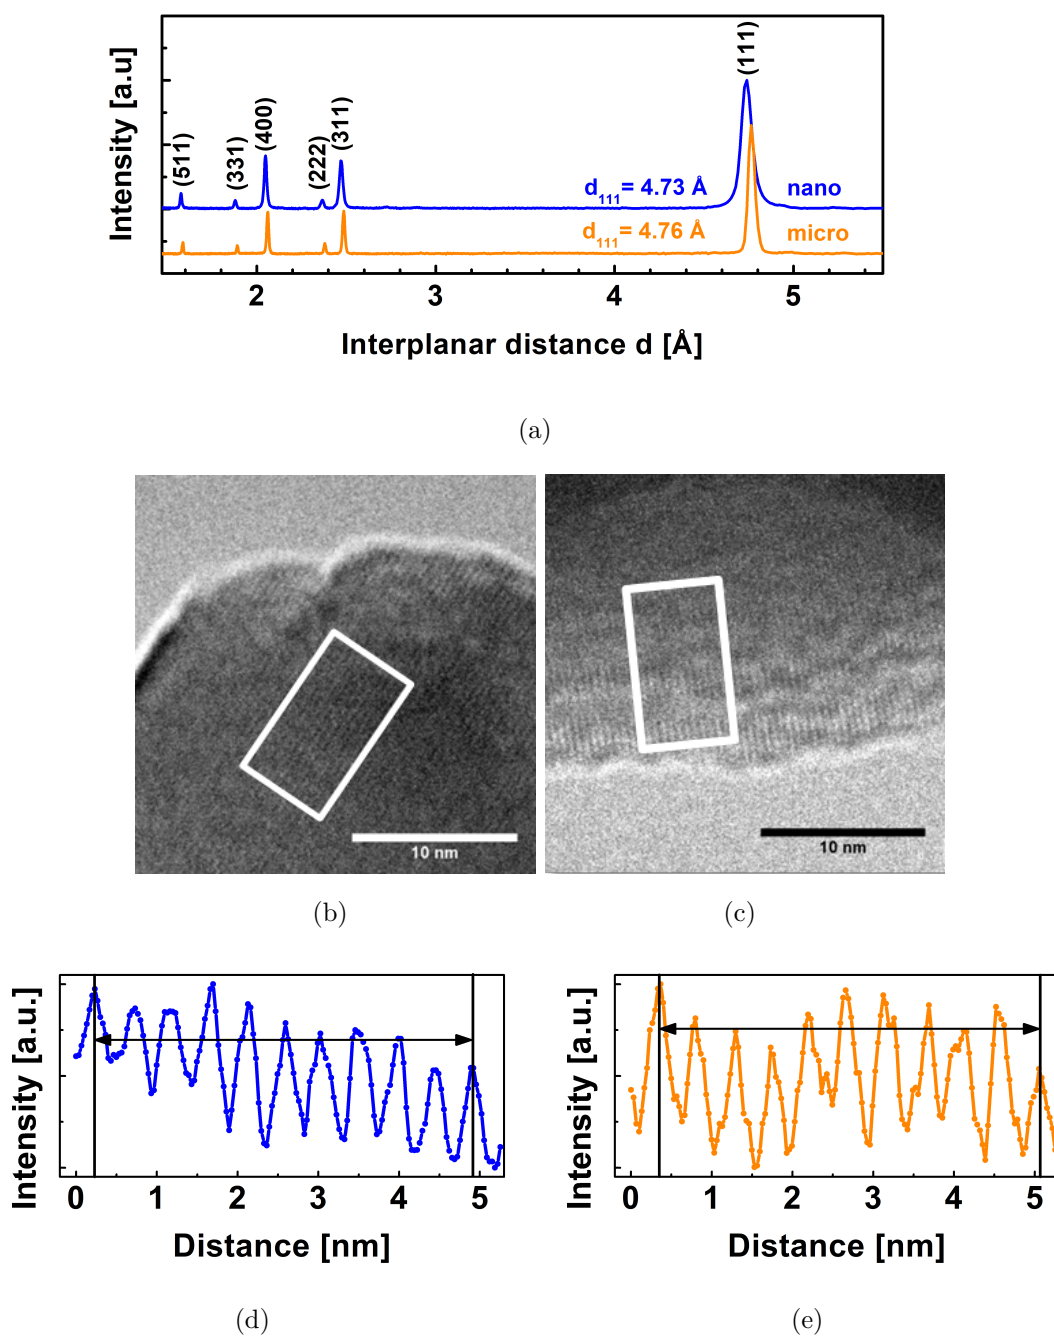 Intensity [a.u]
(511)
(331)
(400)
(222)
(311)
(111)
d₁₁₁= 4.73 Å
nano
d₁₁₁= 4.76 Å
micro
2 3 4 5
Interplanar distance d [Å]
(a)
10 nm
10 nm
(b)
(c)
Intensity [a.u.]
0 1 2 3 4 5
Distance [nm]
Intensity [a.u.]
0 1 2 3 4 5
Distance [nm]
(d)
(e)